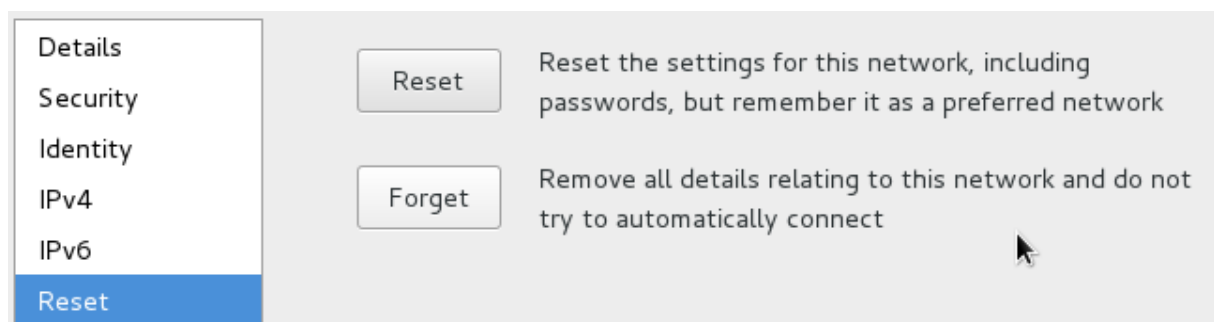 Details
Security
Identity
IPv4
IPv6
Reset
Reset
Reset the settings for this network, including
passwords, but remember it as a preferred network
Forget
Remove all details relating to this network and do not
try to automatically connect